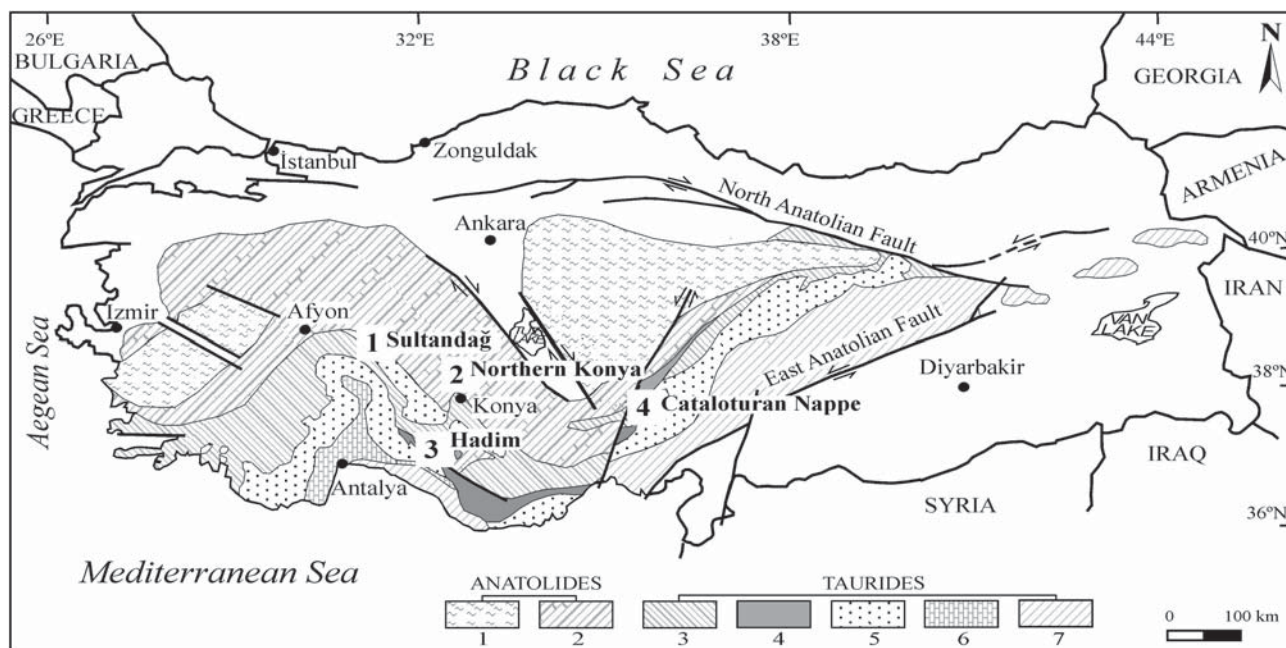 26ºE
32ºE
38ºE
44ºE
BULGARIA
Black Sea
GEORGIA
N
GREECE
İstanbul
Zonguldak
ARMENIA
North Anatolian Fault
Ankara
40ºN
IRAN
İzmir
Afyon
TUZ LAKE
VAN
LAKE
1 Sultandağ
East Anatolian Fault
Aegean Sea
2 Northern Konya
Diyarbakir
38ºN
Konya
4 Cataloturan Nappe
3 Hadim
IRAQ
Antalya
SYRIA
36ºN
Mediterranean Sea
ANATOLIDES
TAURIDES
1
2
3
4
5
6
7
0
100 km